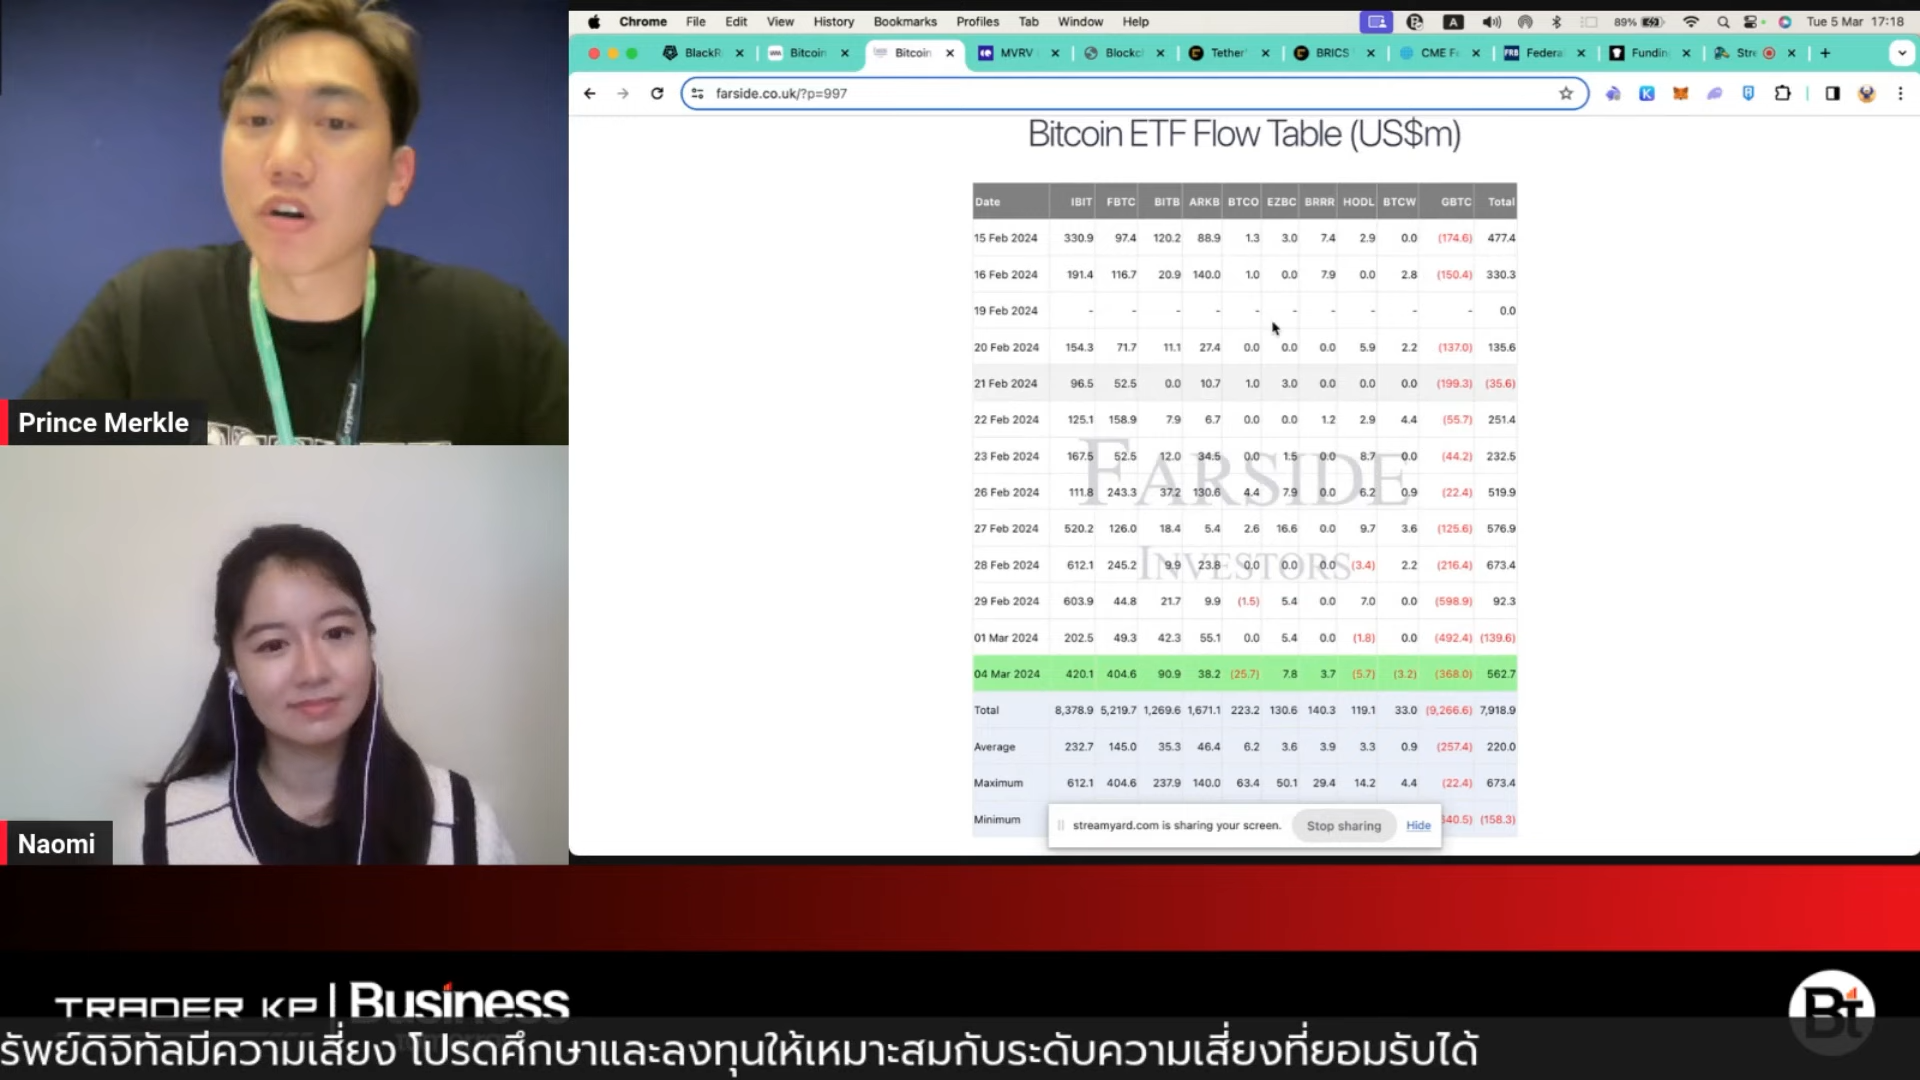 Chrome File Edit View History Bookmarks Profiles Tab Window Help
A 89% Tue 5 Mar 17:18
BlackR Bitcoin Bitcoin MVRV Blockc Tether' BRICS CME Fe Federa Fundin Stre
farside.co.uk/?p=997
Bitcoin ETF Flow Table (US$m)
Date IBIT FBTC BITB ARKB BTCO EZBC BRRR HODL BTCW GBTC Total
15 Feb 2024 330.9 97.4 120.2 88.9 1.3 3.0 7.4 2.9 0.0 (174.6) 477.4
16 Feb 2024 191.4 116.7 20.9 140.0 1.0 0.0 7.9 0.0 2.8 (150.4) 330.3
19 Feb 2024 - - - - - - - - - - 0.0
20 Feb 2024 154.3 71.7 11.1 27.4 0.0 0.0 0.0 5.9 2.2 (137.0) 135.6
21 Feb 2024 96.5 52.5 0.0 10.7 1.0 3.0 0.0 0.0 0.0 (199.3) (35.6)
22 Feb 2024 125.1 158.9 7.9 6.7 0.0 0.0 1.2 2.9 4.4 (55.7) 251.4
23 Feb 2024 167.5 52.5 12.0 34.5 0.0 1.5 0.0 8.7 0.0 (44.2) 232.5
26 Feb 2024 111.8 243.3 37.2 130.6 4.4 7.9 0.0 6.2 0.9 (22.4) 519.9
27 Feb 2024 520.2 126.0 18.4 5.4 2.6 16.6 0.0 9.7 3.6 (125.6) 576.9
28 Feb 2024 612.1 245.2 9.9 23.8 0.0 0.0 0.0 (3.4) 2.2 (216.4) 673.4
29 Feb 2024 603.9 44.8 21.7 9.9 (1.5) 5.4 0.0 7.0 0.0 (598.9) 92.3
01 Mar 2024 202.5 49.3 42.3 55.1 0.0 5.4 0.0 (1.8) 0.0 (492.4) (139.6)
04 Mar 2024 420.1 404.6 90.9 38.2 (25.7) 7.8 3.7 (5.7) (3.2) (368.0) 562.7
Total 8,378.9 5,219.7 1,269.6 1,671.1 223.2 130.6 140.3 119.1 33.0 (9,266.6) 7,918.9
Average 232.7 145.0 35.3 46.4 6.2 3.6 3.9 3.3 0.9 (257.4) 220.0
Maximum 612.1 404.6 237.9 140.0 63.4 50.1 29.4 14.2 4.4 (22.4) 673.4
Minimum 640.5) (158.3)
FARSIDE
INVESTORS
streamyard.com is sharing your screen. Stop sharing Hide
Prince Merkle
Naomi
TRADER KP | Business
Bt
รัพย์ดิจิทัลมีความเสี่ยง โปรดศึกษาและลงทุนให้เหมาะสมกับระดับความเสี่ยงที่ยอมรับได้